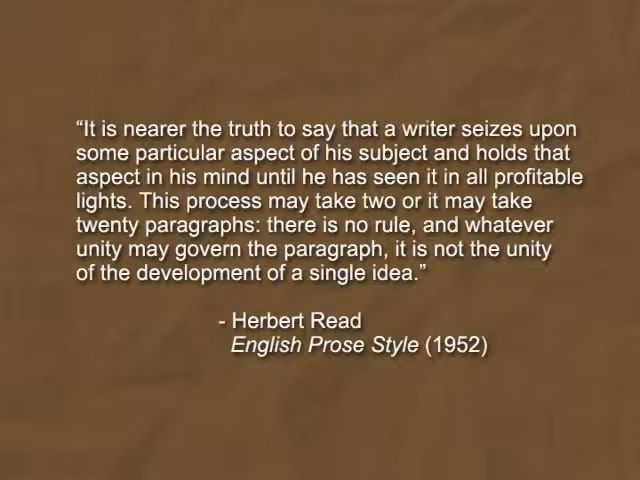 “It is nearer the truth to say that a writer seizes upon
some particular aspect of his subject and holds that
aspect in his mind until he has seen it in all profitable
lights. This process may take two or it may take
twenty paragraphs: there is no rule, and whatever
unity may govern the paragraph, it is not the unity
of the development of a single idea.”
- Herbert Read
English Prose Style (1952)